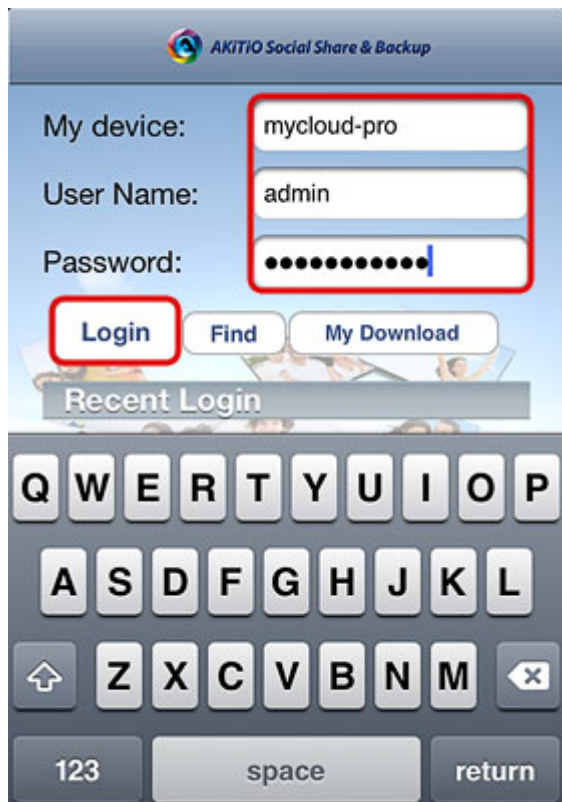 AKiTiO Social Share & Backup
My device: mycloud-pro
User Name: admin
Password: ●●●●●●●●●●●
Login Find My Download
Recent Login
Q W E R T Y U I O P
A S D F G H J K L
Z X C V B N M
123 space return